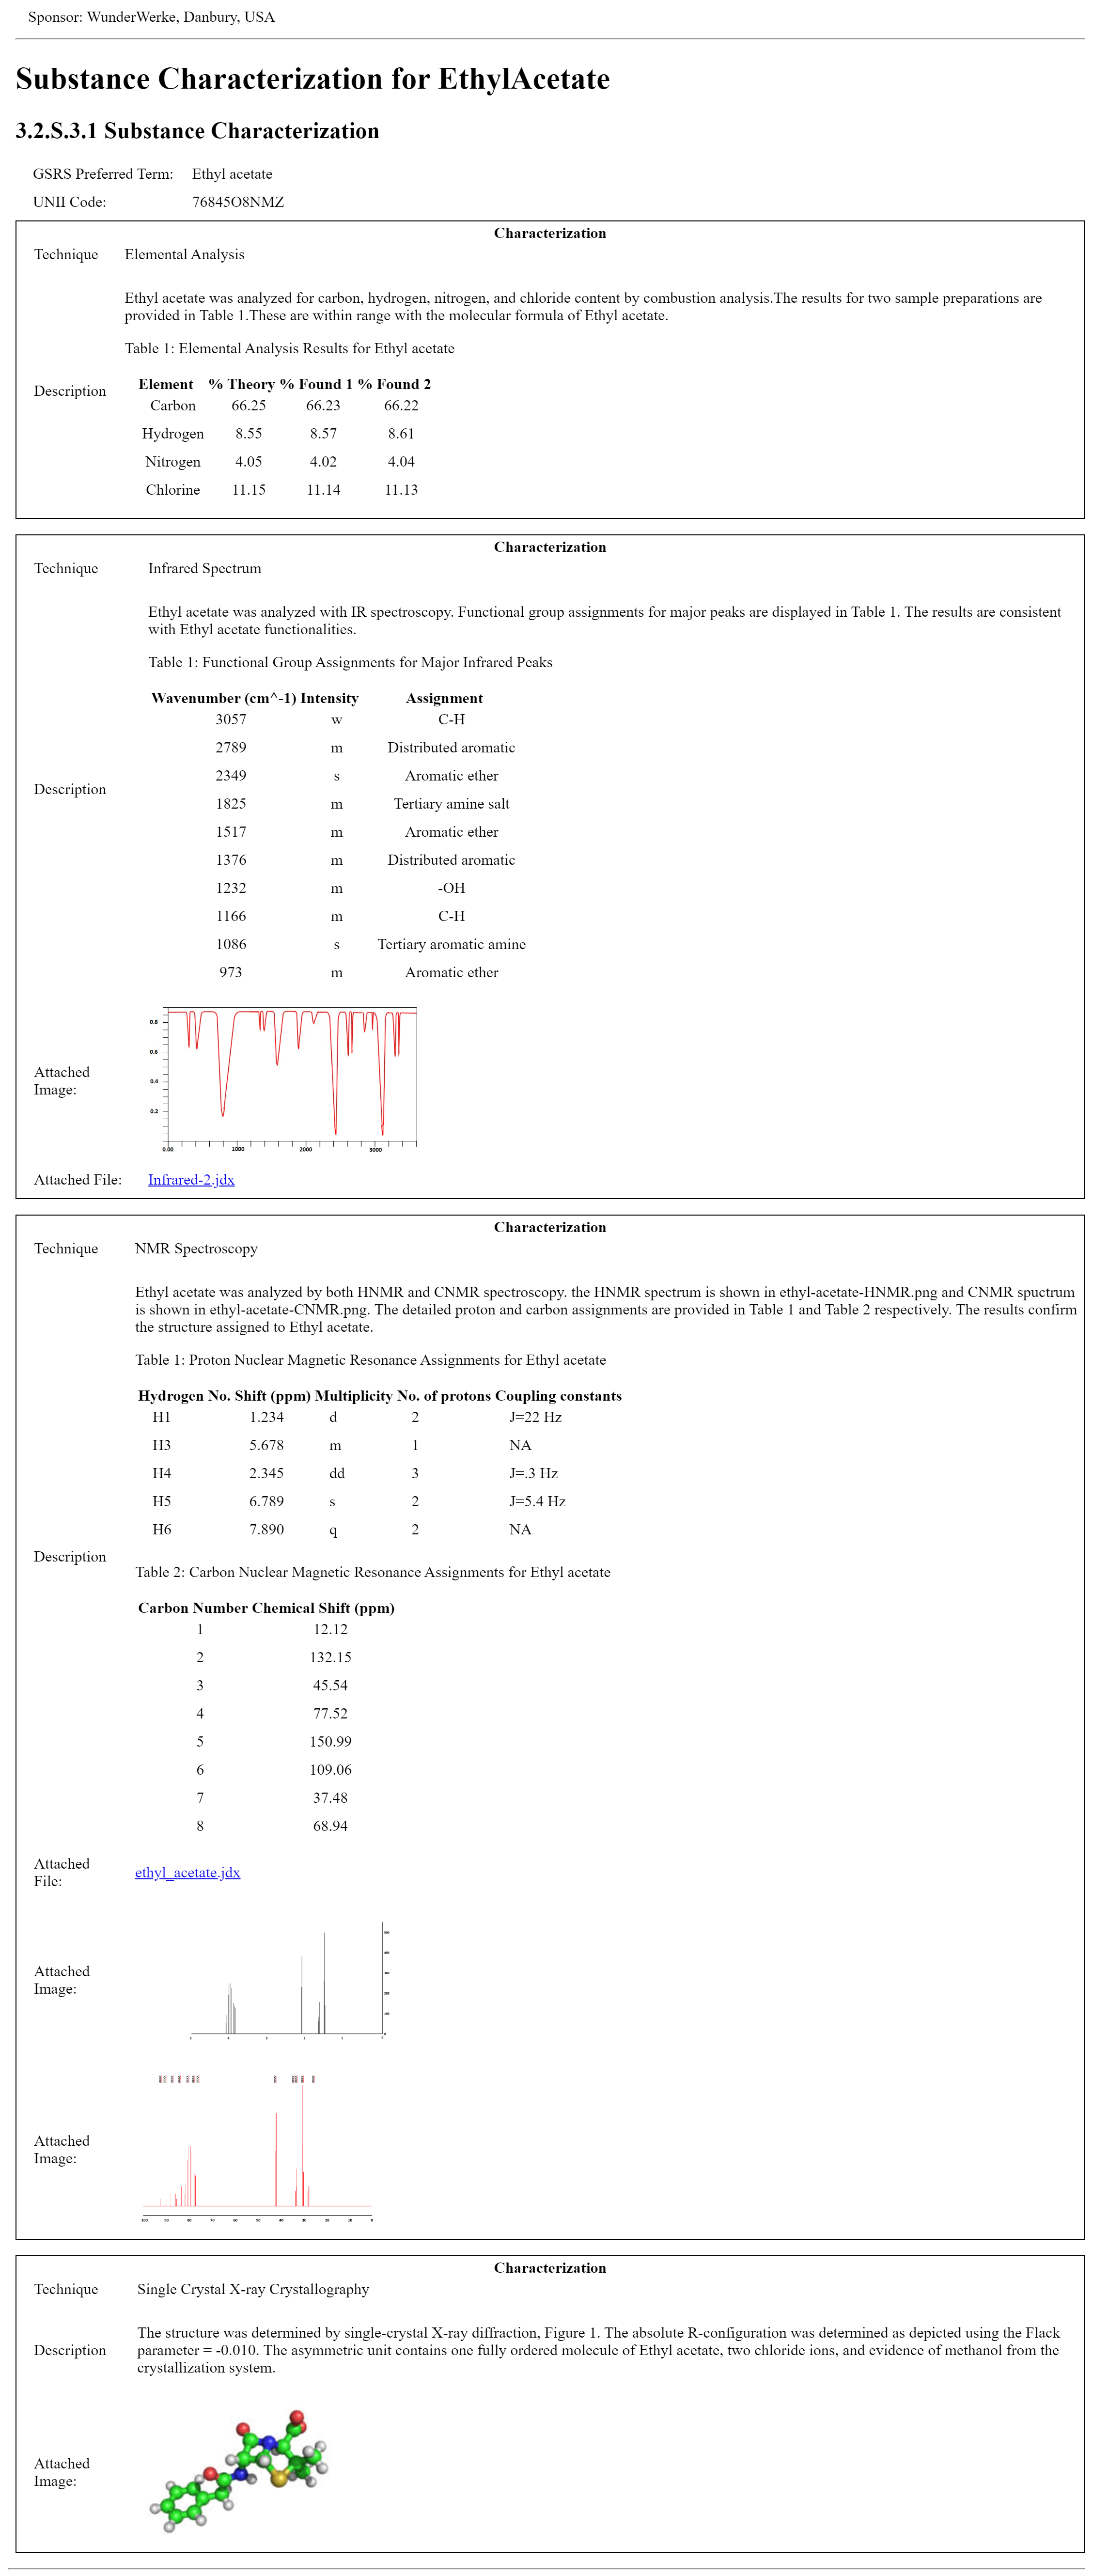 Sponsor: WunderWerke, Danbury, USA
Substance Characterization for EthylAcetate
3.2.S.3.1 Substance Characterization
GSRS Preferred Term: Ethyl acetate
UNII Code: 76845O8NMZ
Characterization
Technique Elemental Analysis
Ethyl acetate was analyzed for carbon, hydrogen, nitrogen, and chloride content by combustion analysis.The results for two sample preparations are
provided in Table 1.These are within range with the molecular formula of Ethyl acetate.
Table 1: Elemental Analysis Results for Ethyl acetate
Description
Element % Theory % Found 1 % Found 2
Carbon 66.25 66.23 66.22
Hydrogen 8.55 8.57 8.61
Nitrogen 4.05 4.02 4.04
Chlorine 11.15 11.14 11.13
Characterization
Technique Infrared Spectrum
Ethyl acetate was analyzed with IR spectroscopy. Functional group assignments for major peaks are displayed in Table 1. The results are consistent
with Ethyl acetate functionalities.
Table 1: Functional Group Assignments for Major Infrared Peaks
Wavenumber (cm^-1) Intensity Assignment
3057 w C-H
2789 m Distributed aromatic
2349 s Aromatic ether
Description
1825 m Tertiary amine salt
1517 m Aromatic ether
1376 m Distributed aromatic
1232 m -OH
1166 m C-H
1086 s Tertiary aromatic amine
973 m Aromatic ether
Attached
Image:
0.8
0.6
0.4
0.2
0.00 1000 2000 3000
Attached File: Infrared-2.jdx
Characterization
Technique NMR Spectroscopy
Ethyl acetate was analyzed by both HNMR and CNMR spectroscopy. the HNMR spectrum is shown in ethyl-acetate-HNMR.png and CNMR spuctrum
is shown in ethyl-acetate-CNMR.png. The detailed proton and carbon assignments are provided in Table 1 and Table 2 respectively. The results confirm
the structure assigned to Ethyl acetate.
Table 1: Proton Nuclear Magnetic Resonance Assignments for Ethyl acetate
Hydrogen No. Shift (ppm) Multiplicity No. of protons Coupling constants
H1 1.234 d 2 J=22 Hz
H3 5.678 m 1 NA
H4 2.345 dd 3 J=.3 Hz
H5 6.789 s 2 J=5.4 Hz
H6 7.890 q 2 NA
Description
Table 2: Carbon Nuclear Magnetic Resonance Assignments for Ethyl acetate
Carbon Number Chemical Shift (ppm)
1 12.12
2 132.15
3 45.54
4 77.52
5 150.99
6 109.06
7 37.48
8 68.94
Attached
File:
ethyl_acetate.jdx
Attached
Image:
Attached
Image:
100 90 80 70 60 50 40 30 20 10 0
Characterization
Technique Single Crystal X-ray Crystallography
Description
The structure was determined by single-crystal X-ray diffraction, Figure 1. The absolute R-configuration was determined as depicted using the Flack
parameter = -0.010. The asymmetric unit contains one fully ordered molecule of Ethyl acetate, two chloride ions, and evidence of methanol from the
crystallization system.
Attached
Image: